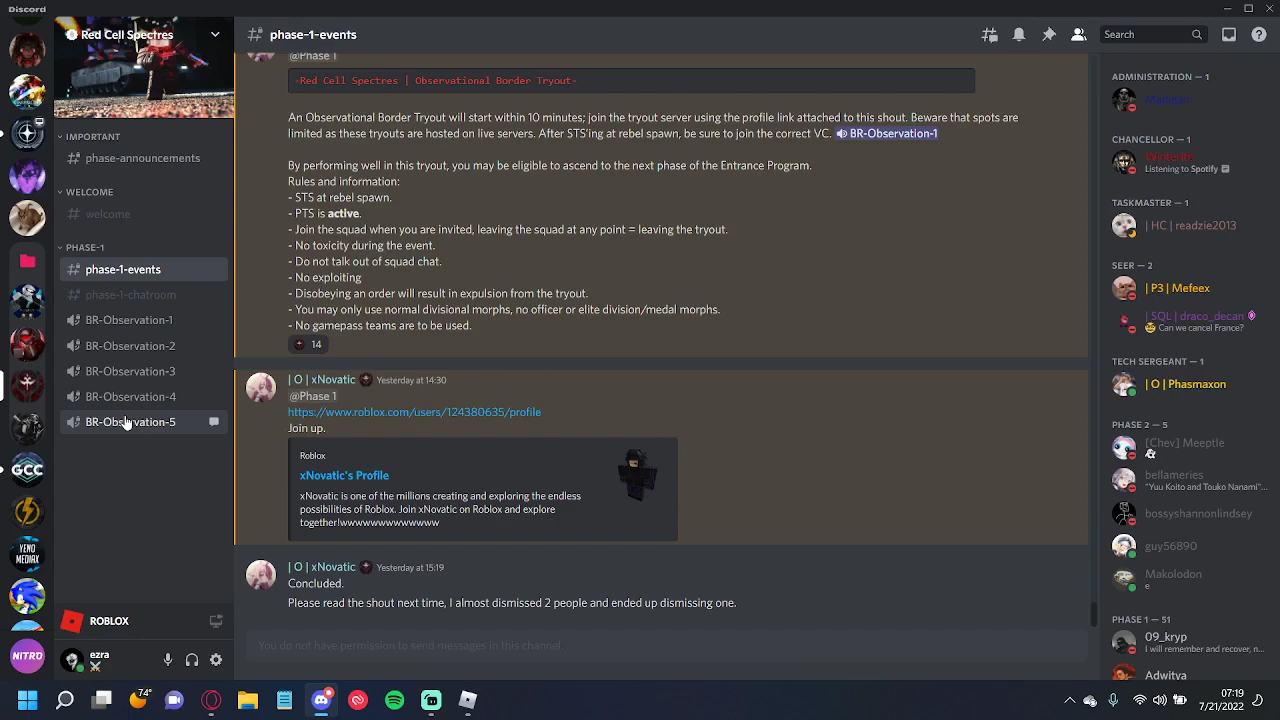 Discord
Red Cell Spectres
IMPORTANT
phase-announcements
WELCOME
welcome
PHASE-1
phase-1-events
phase-1-chatroom
BR-Observation-1
BR-Observation-2
BR-Observation-3
BR-Observation-4
BR-Observation-5
GCC
YENO
MEDIAX
NITRO
ROBLOX
ezra
X
phase-1-events
Search
@Phase 1
-Red Cell Spectres | Observational Border Tryout-
An Observational Border Tryout will start within 10 minutes; join the tryout server using the profile link attached to this shout. Beware that spots are
limited as these tryouts are hosted on live servers. After STS'ing at rebel spawn, be sure to join the correct VC. BR-Observation-1
By performing well in this tryout, you may be eligible to ascend to the next phase of the Entrance Program.
Rules and information:
- STS at rebel spawn.
- PTS is active.
- Join the squad when you are invited, leaving the squad at any point = leaving the tryout.
- No toxicity during the event.
- Do not talk out of squad chat.
- No exploiting
- Disobeying an order will result in expulsion from the tryout.
- You may only use normal divisional morphs, no officer or elite division/medal morphs.
- No gamepass teams are to be used.
14
| O | xNovatic Yesterday at 14:30
@Phase 1
https://www.roblox.com/users/124380635/profile
Join up.
Roblox
xNovatic's Profile
xNovatic is one of the millions creating and exploring the endless
possibilities of Roblox. Join xNovatic on Roblox and explore
together!wwwwwwwwwwwww
| O | xNovatic Yesterday at 15:19
Concluded.
Please read the shout next time, I almost dismissed 2 people and ended up dismissing one.
You do not have permission to send messages in this channel.
ADMINISTRATION — 1
CHANCELLOR — 1
Winterire
Listening to Spotify
TASKMASTER — 1
| HC | readzie2013
SEER — 2
| P3 | Mefeex
| SQL | draco_decan
Can we cancel France?
TECH SERGEANT — 1
| O | Phasmaxon
PHASE 2 — 5
[Chev] Meeptle
bellameries
"Yuu Koito and Touko Nanami"...
bossyshannonlindsey
guy56890
Makolodon
e
PHASE 1 — 51
09_kryp
I will remember and recover, n...
Adwitya
74°
07:19